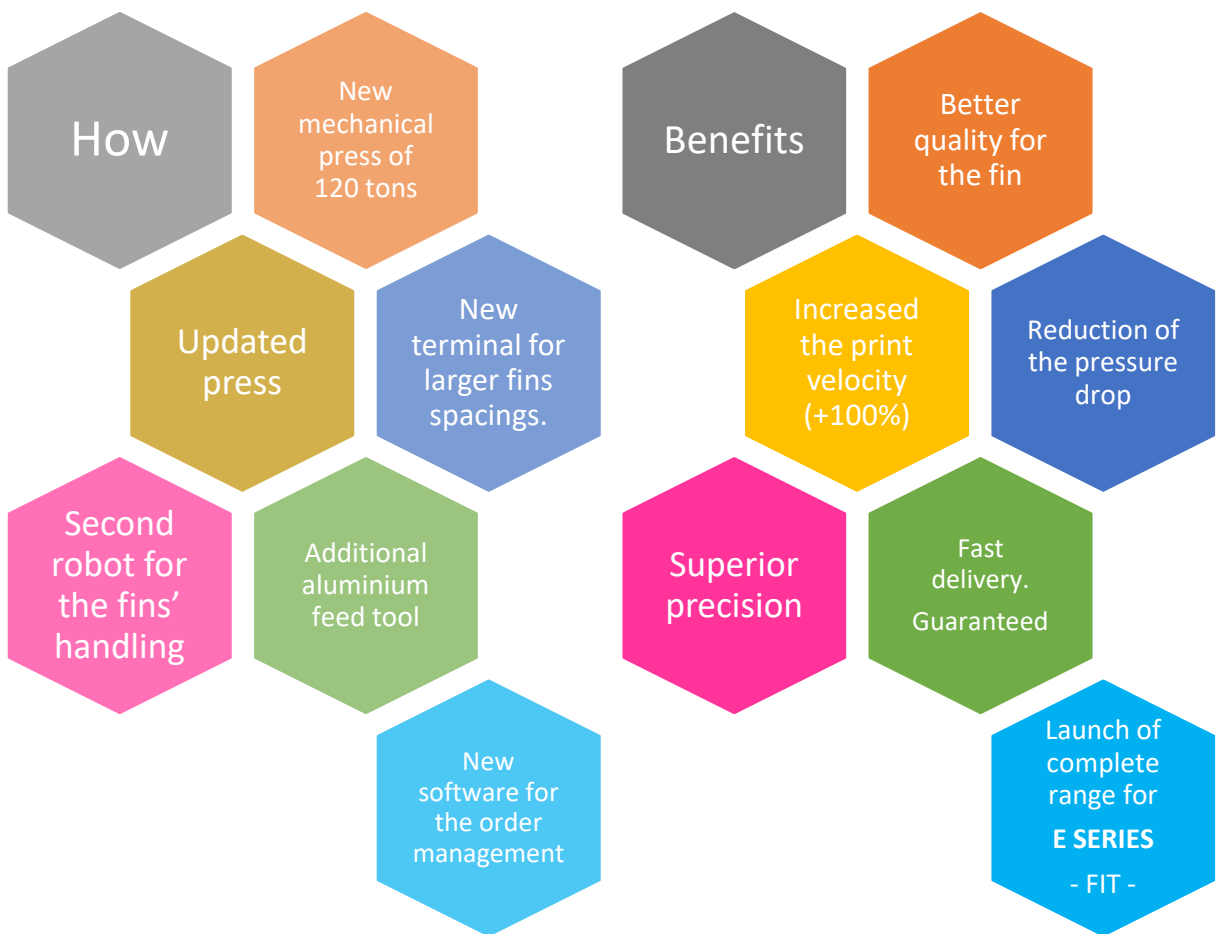 How
New
mechanical
press of
120 tons
Updated
press
New
terminal for
larger fins
spacings.
Second
robot for
the fins’
handling
Additional
aluminium
feed tool
New
software for
the order
management
Benefits
Better
quality for
the fin
Increased
the print
velocity
(+100%)
Reduction of
the pressure
drop
Superior
precision
Fast
delivery.
Guaranteed
Launch of
complete
range for
E SERIES
- FIT -